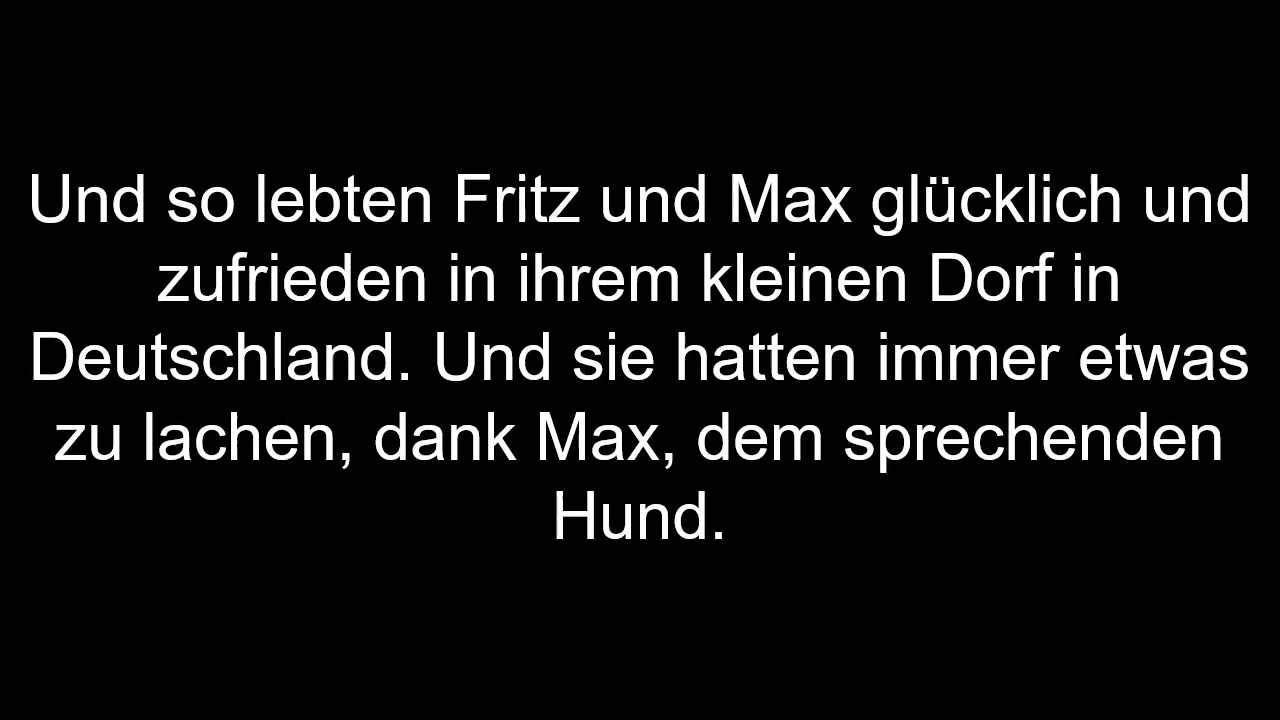 Und so lebten Fritz und Max glücklich und
zufrieden in ihrem kleinen Dorf in
Deutschland. Und sie hatten immer etwas
zu lachen, dank Max, dem sprechenden
Hund.